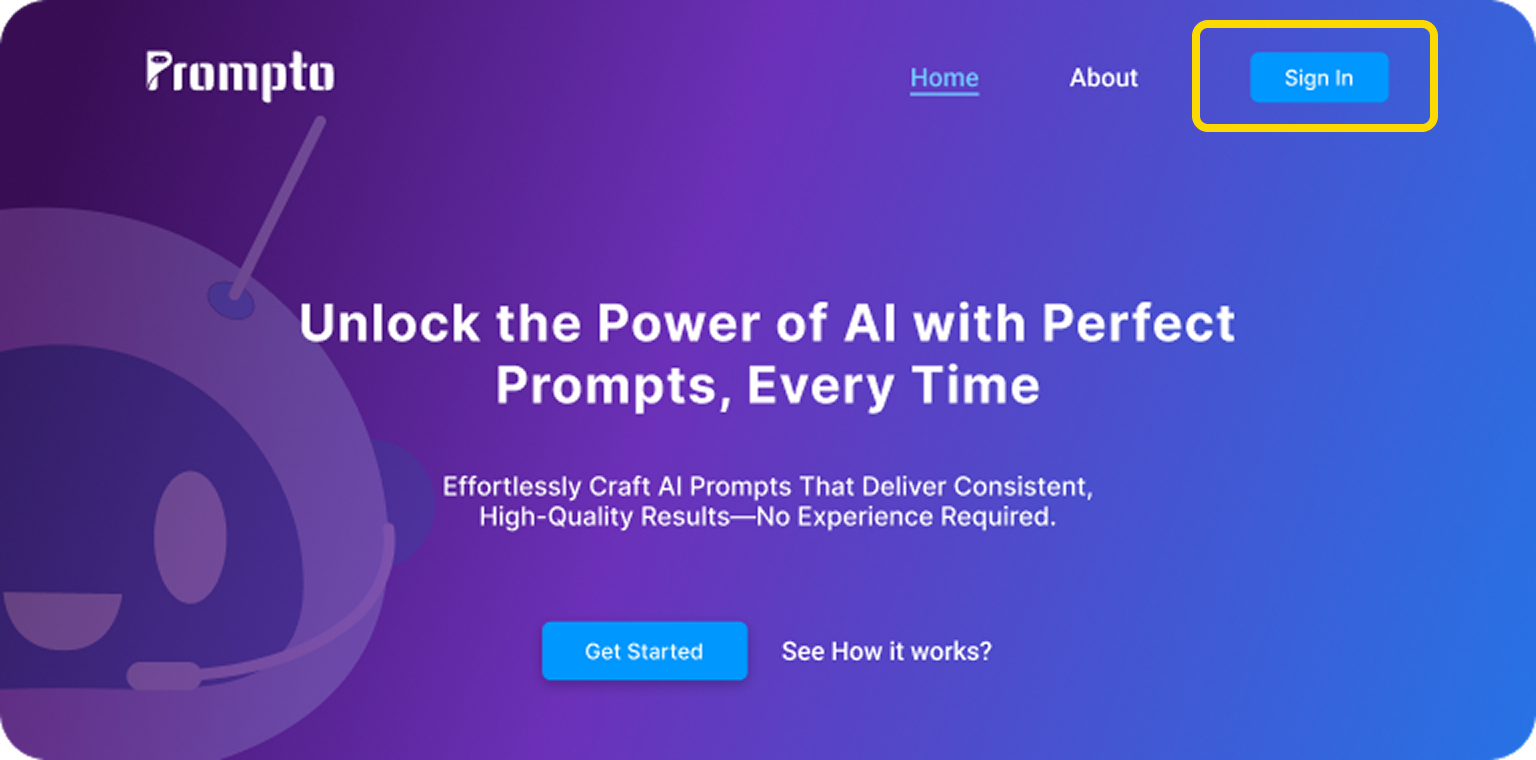 Prompto
Home
About
Sign In
Unlock the Power of AI with Perfect
Prompts, Every Time
Effortlessly Craft AI Prompts That Deliver Consistent,
High-Quality Results—No Experience Required.
Get Started
See How it works?